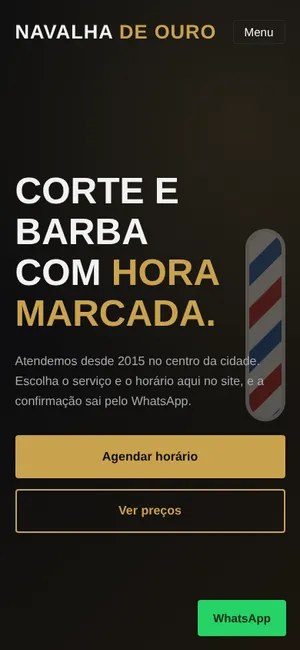 NAVALHA DE OURO
Menu
CORTE E
BARBA
COM HORA
MARCADA.
Atendemos desde 2015 no centro da cidade.
Escolha o serviço e o horário aqui no site, e a
confirmação sai pelo WhatsApp.
Agendar horário
Ver preços
WhatsApp